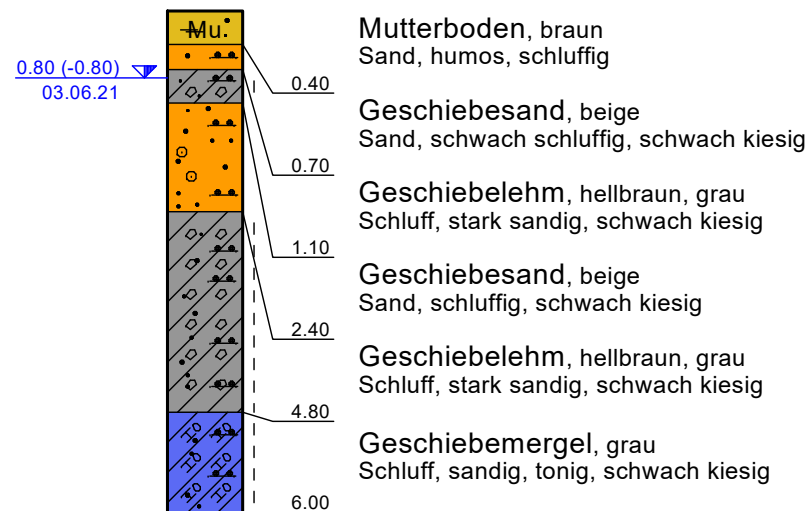 Mu.
0.80 (-0.80)
03.06.21
Mutterboden, braun
Sand, humos, schluffig
0.40
Geschiebesand, beige
Sand, schwach schluffig, schwach kiesig
0.70
Geschiebelehm, hellbraun, grau
Schluff, stark sandig, schwach kiesig
1.10
Geschiebesand, beige
Sand, schluffig, schwach kiesig
2.40
Geschiebelehm, hellbraun, grau
Schluff, stark sandig, schwach kiesig
4.80
Geschiebemergel, grau
Schluff, sandig, tonig, schwach kiesig
6.00